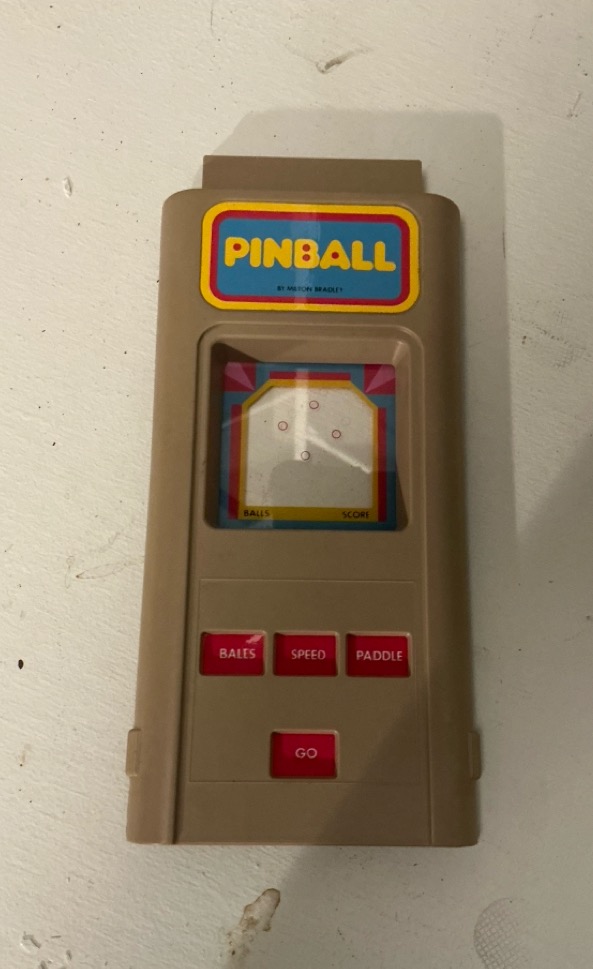 PINBALL
BY MILTON BRADLEY
BALLS SCORE
BALLS SPEED PADDLE
GO